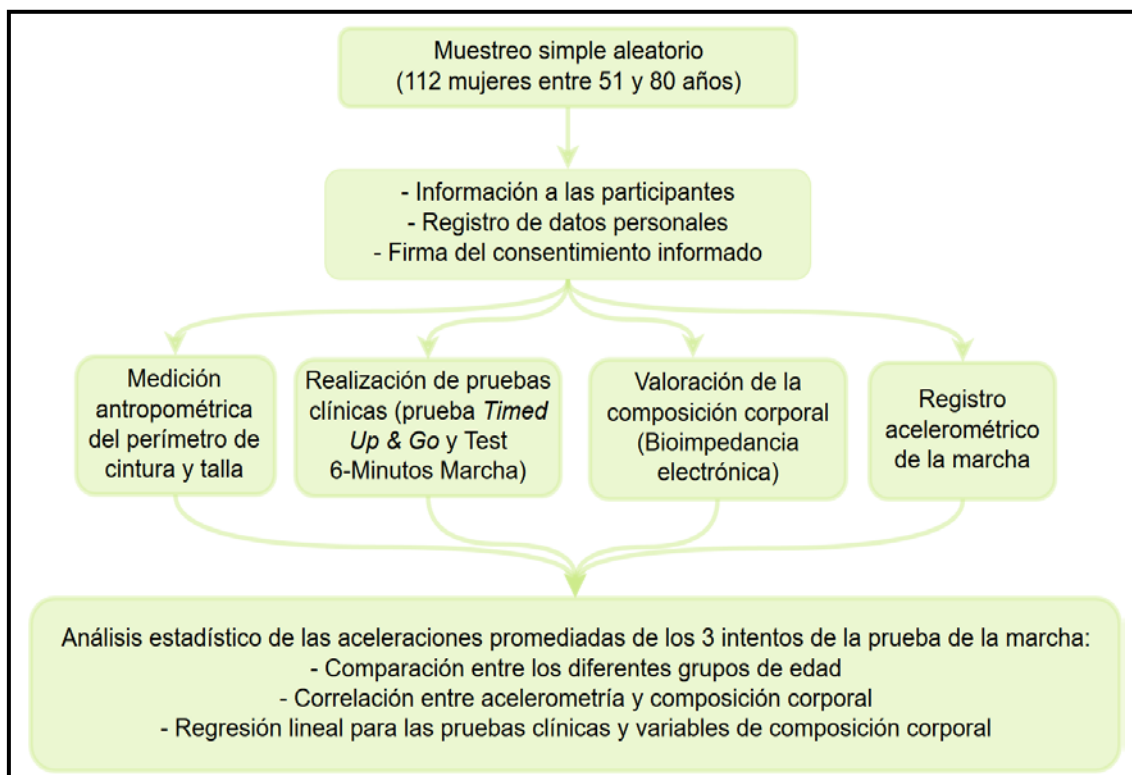 Muestreo simple aleatorio
(112 mujeres entre 51 y 80 años)
- Información a las participantes
- Registro de datos personales
- Firma del consentimiento informado
Medición
antropométrica
del perímetro de
cintura y talla
Realización de pruebas
clínicas (prueba Timed
Up & Go y Test
6-Minutos Marcha)
Valoración de la
composición corporal
(Bioimpedancia
electrónica)
Registro
acelerométrico
de la marcha
Análisis estadístico de las aceleraciones promediadas de los 3 intentos de la prueba de la marcha:
- Comparación entre los diferentes grupos de edad
- Correlación entre acelerometría y composición corporal
- Regresión lineal para las pruebas clínicas y variables de composición corporal